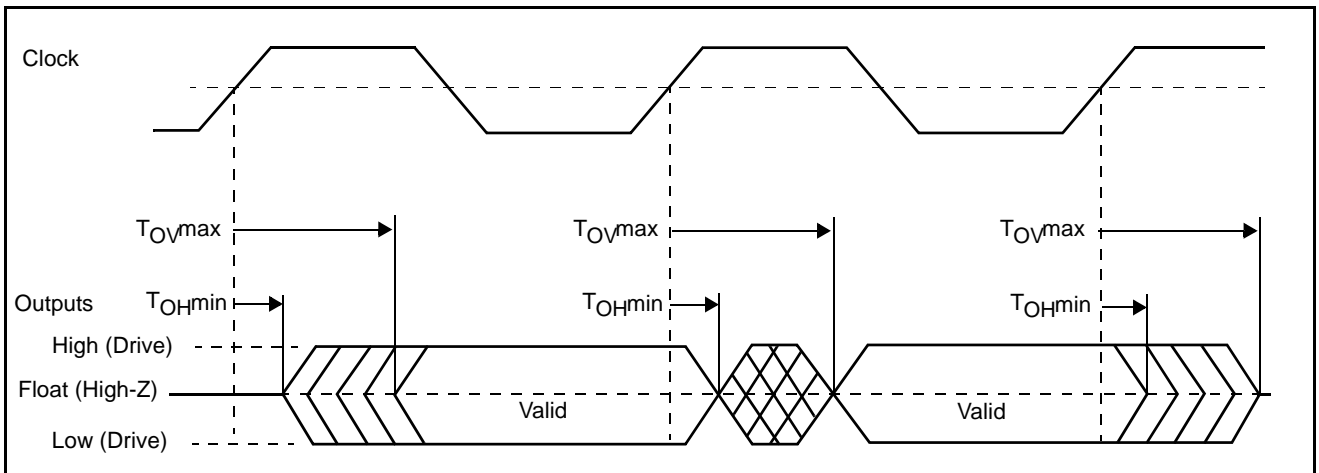 Clock
TOVmax TOVmax TOVmax
Outputs TOHmin TOHmin TOHmin
High (Drive)
Float (High-Z)
Valid Valid
Low (Drive)